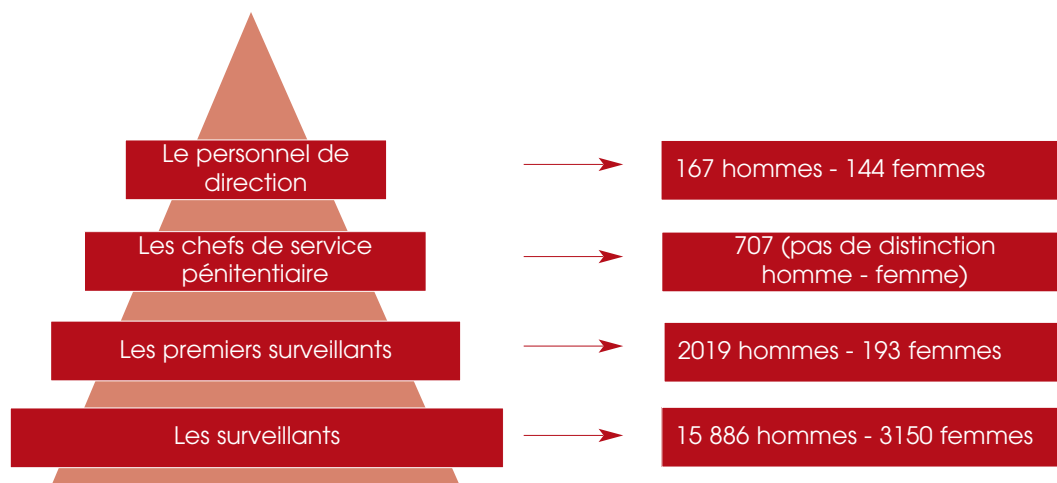 Le personnel de
direction
167 hommes - 144 femmes
Les chefs de service
pénitentiaire
707 (pas de distinction
homme - femme)
Les premiers surveillants
2019 hommes - 193 femmes
Les surveillants
15 886 hommes - 3150 femmes